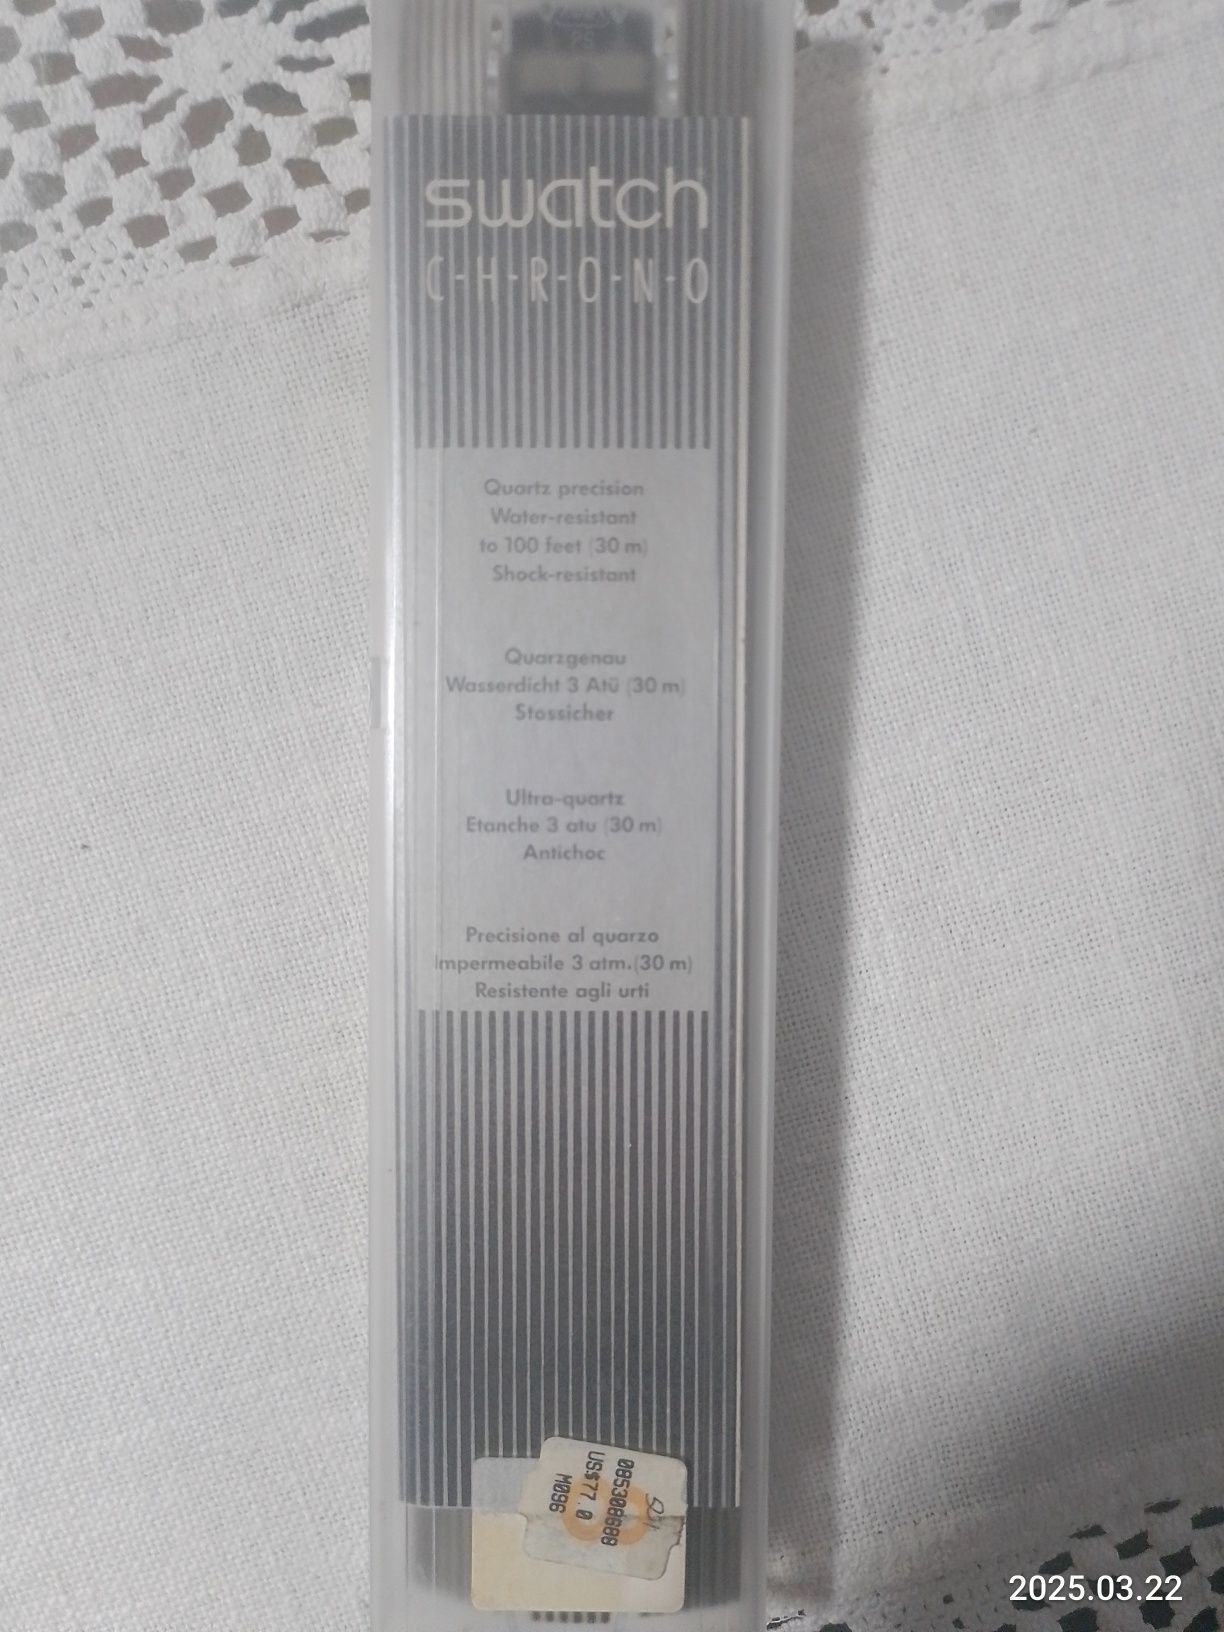 swatch
C-H-R-O-N-O
Quartz precision
Water-resistant
to 100 feet (30 m)
Shock-resistant
Quarzgenau
Wasserdicht 3 Atü (30 m)
Stossicher
Ultra-quartz
Etanche 3 atu (30 m)
Antichoc
Precisione al quarzo
Impermeabile 3 atm.(30 m)
Resistente agli urti
085308680
US$77.0
M096
2025.03.22